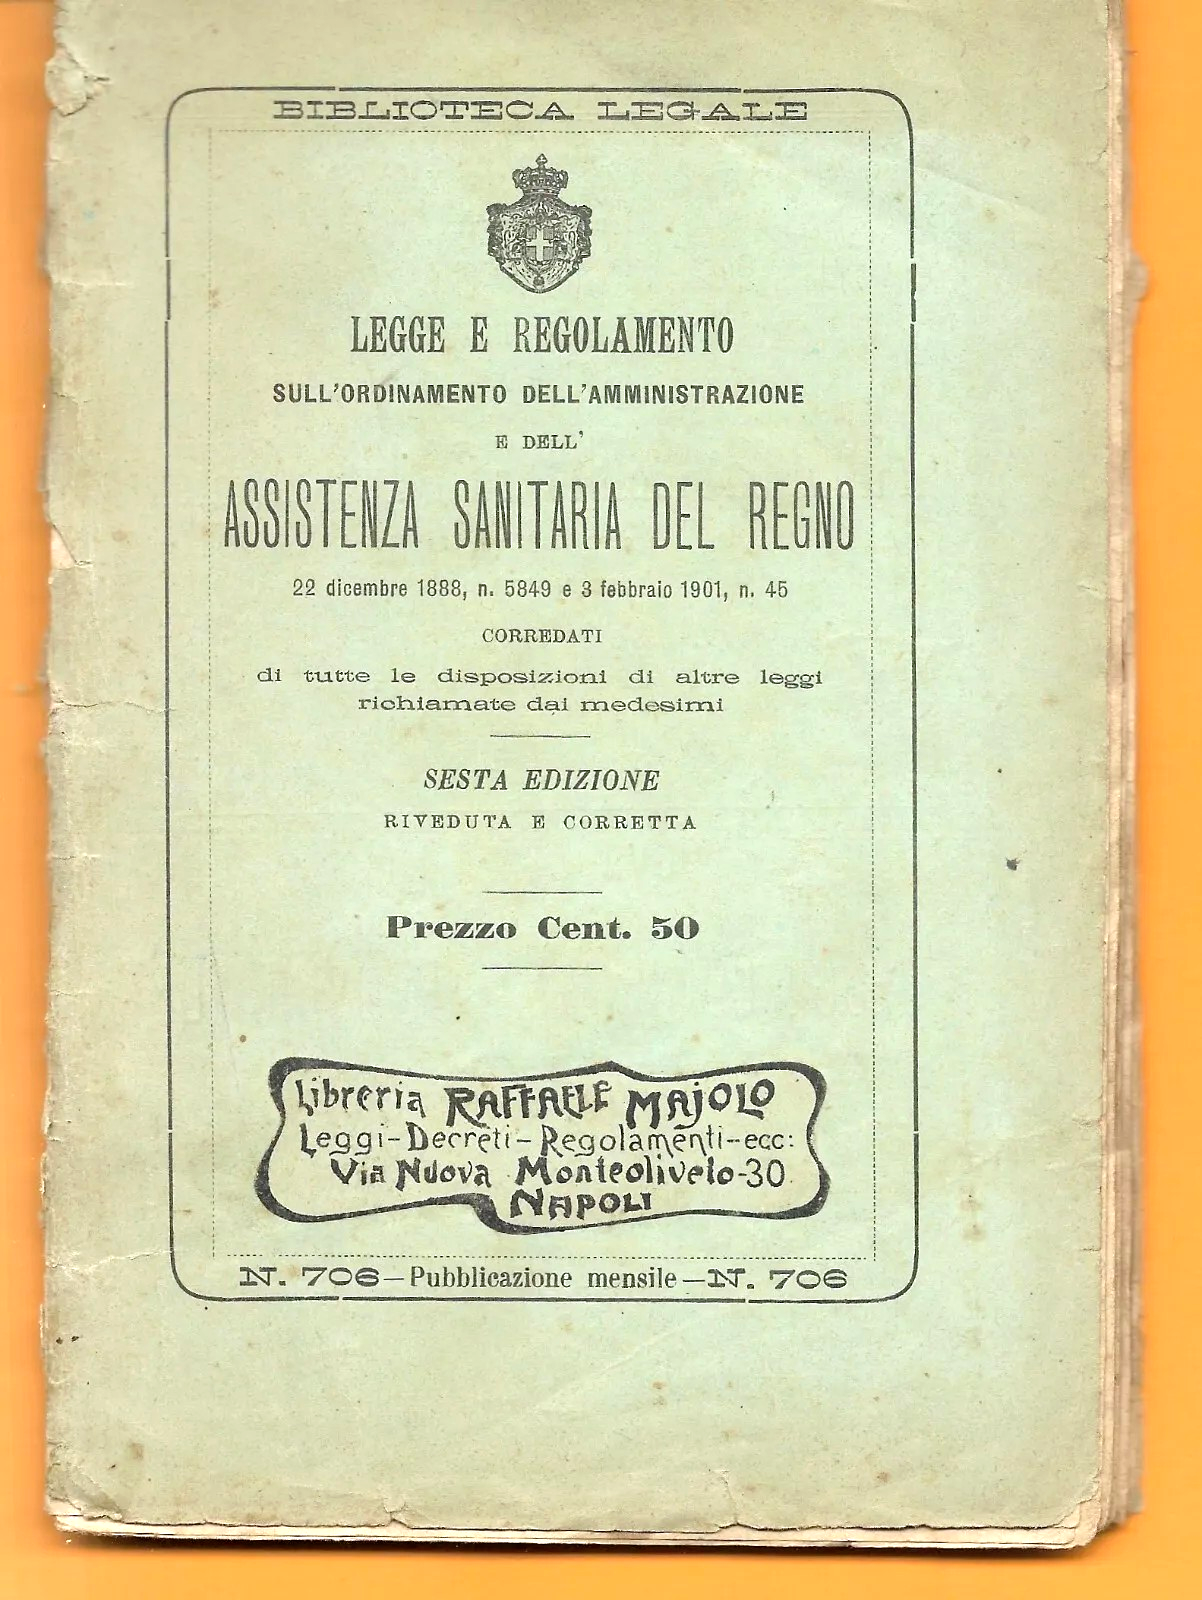 BIBLIOTECA LEGALE
LEGGE E REGOLAMENTO
SULL'ORDINAMENTO DELL'AMMINISTRAZIONE
E DELL'
ASSISTENZA SANITARIA DEL REGNO
22 dicembre 1888, n. 5849 e 3 febbraio 1901, n. 45
CORREDATI
di tutte le disposizioni di altre leggi
richiamate dai medesimi
SESTA EDIZIONE
RIVEDUTA E CORRETTA
Prezzo Cent. 50
Libreria RAFFAELE MAJOLO
Leggi-Decreti-Regolamenti-ecc:
Via Nuova Monteoliveto-30
NAPOLI
N. 706—Pubblicazione mensile—N. 706